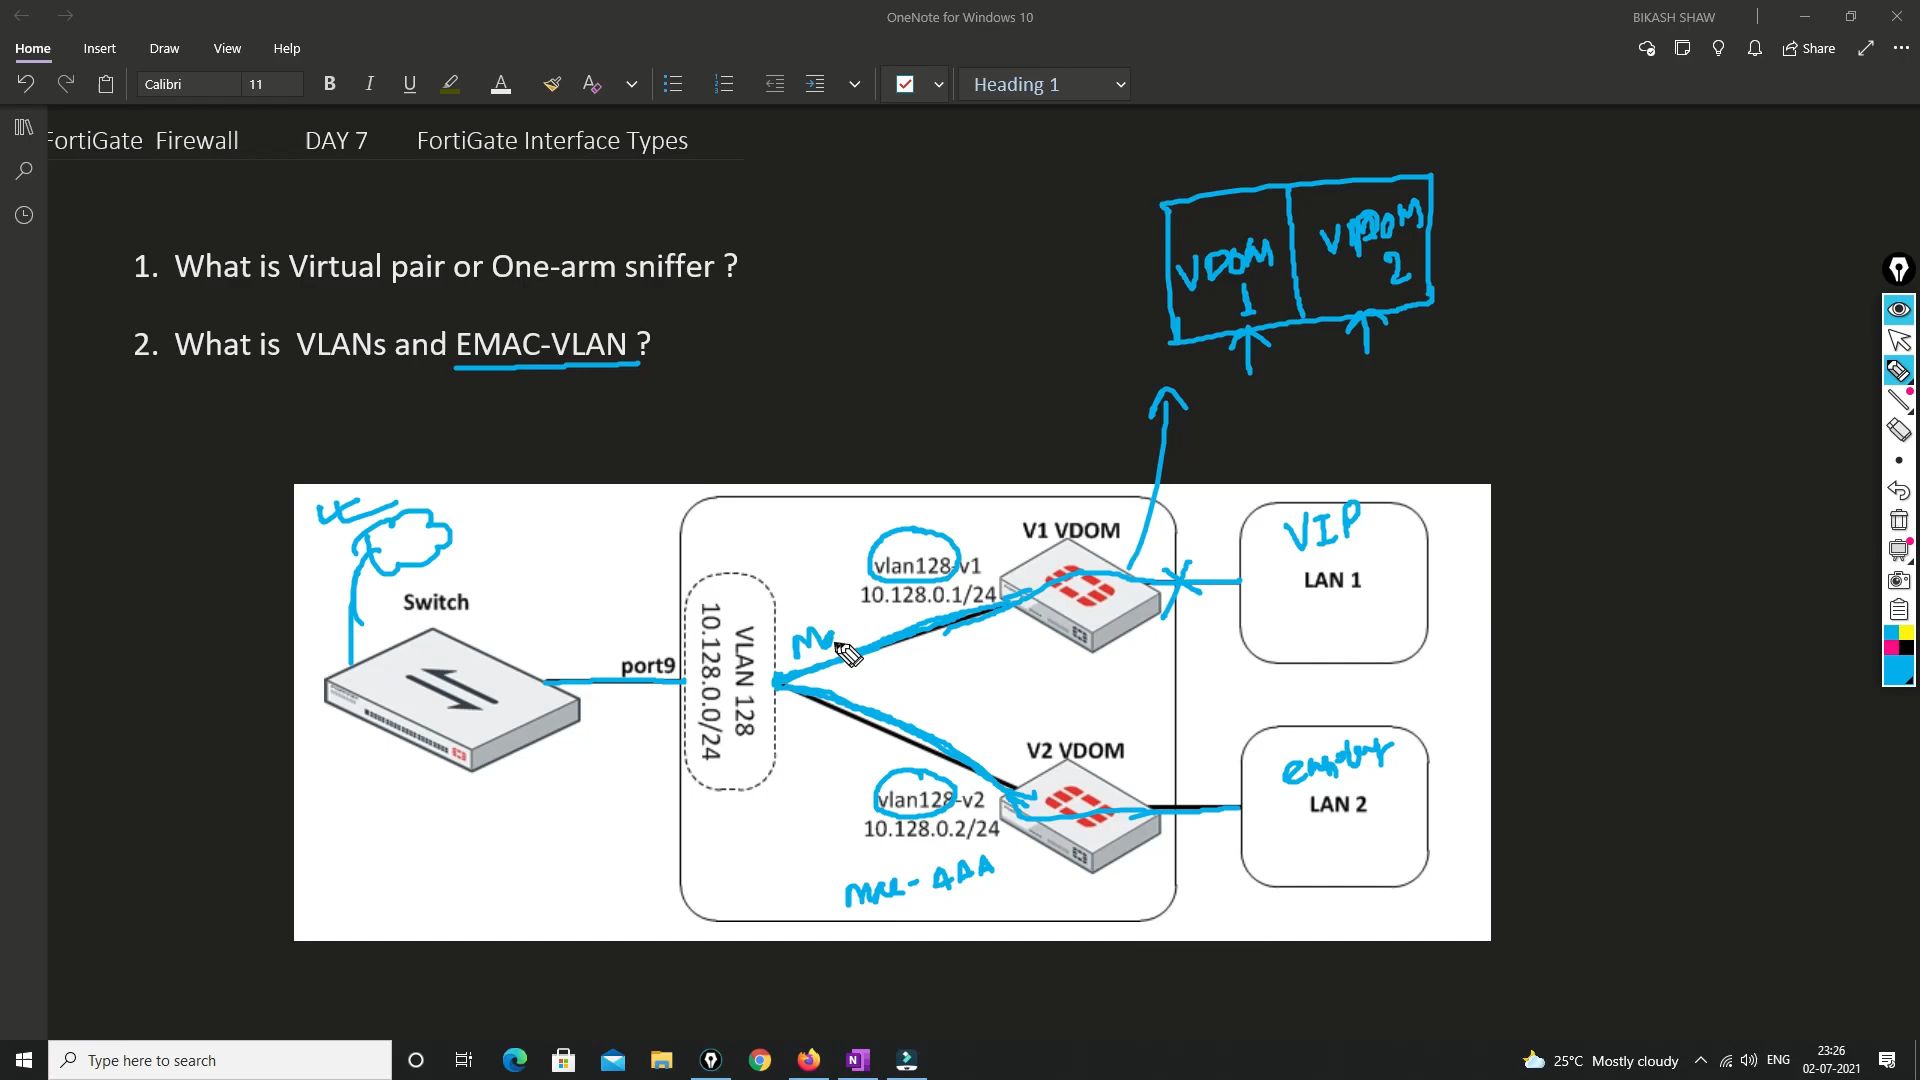 OneNote for Windows 10
BIKASH SHAW
Home Insert Draw View Help
Share
Calibri 11 B I U A A Heading 1
FortiGate Firewall DAY 7 FortiGate Interface Types
1. What is Virtual pair or One-arm sniffer ?
2. What is VLANs and EMAC-VLAN ?
VDOM
1
VDOM
2
Switch
port9
VLAN 128
10.128.0.0/24
V1 VDOM
vlan128-v1
10.128.0.1/24
VIP
LAN 1
V2 VDOM
vlan128-v2
10.128.0.2/24
LAN 2
AAA
Type here to search
25°C Mostly cloudy
ENG
23:26
02-07-2021